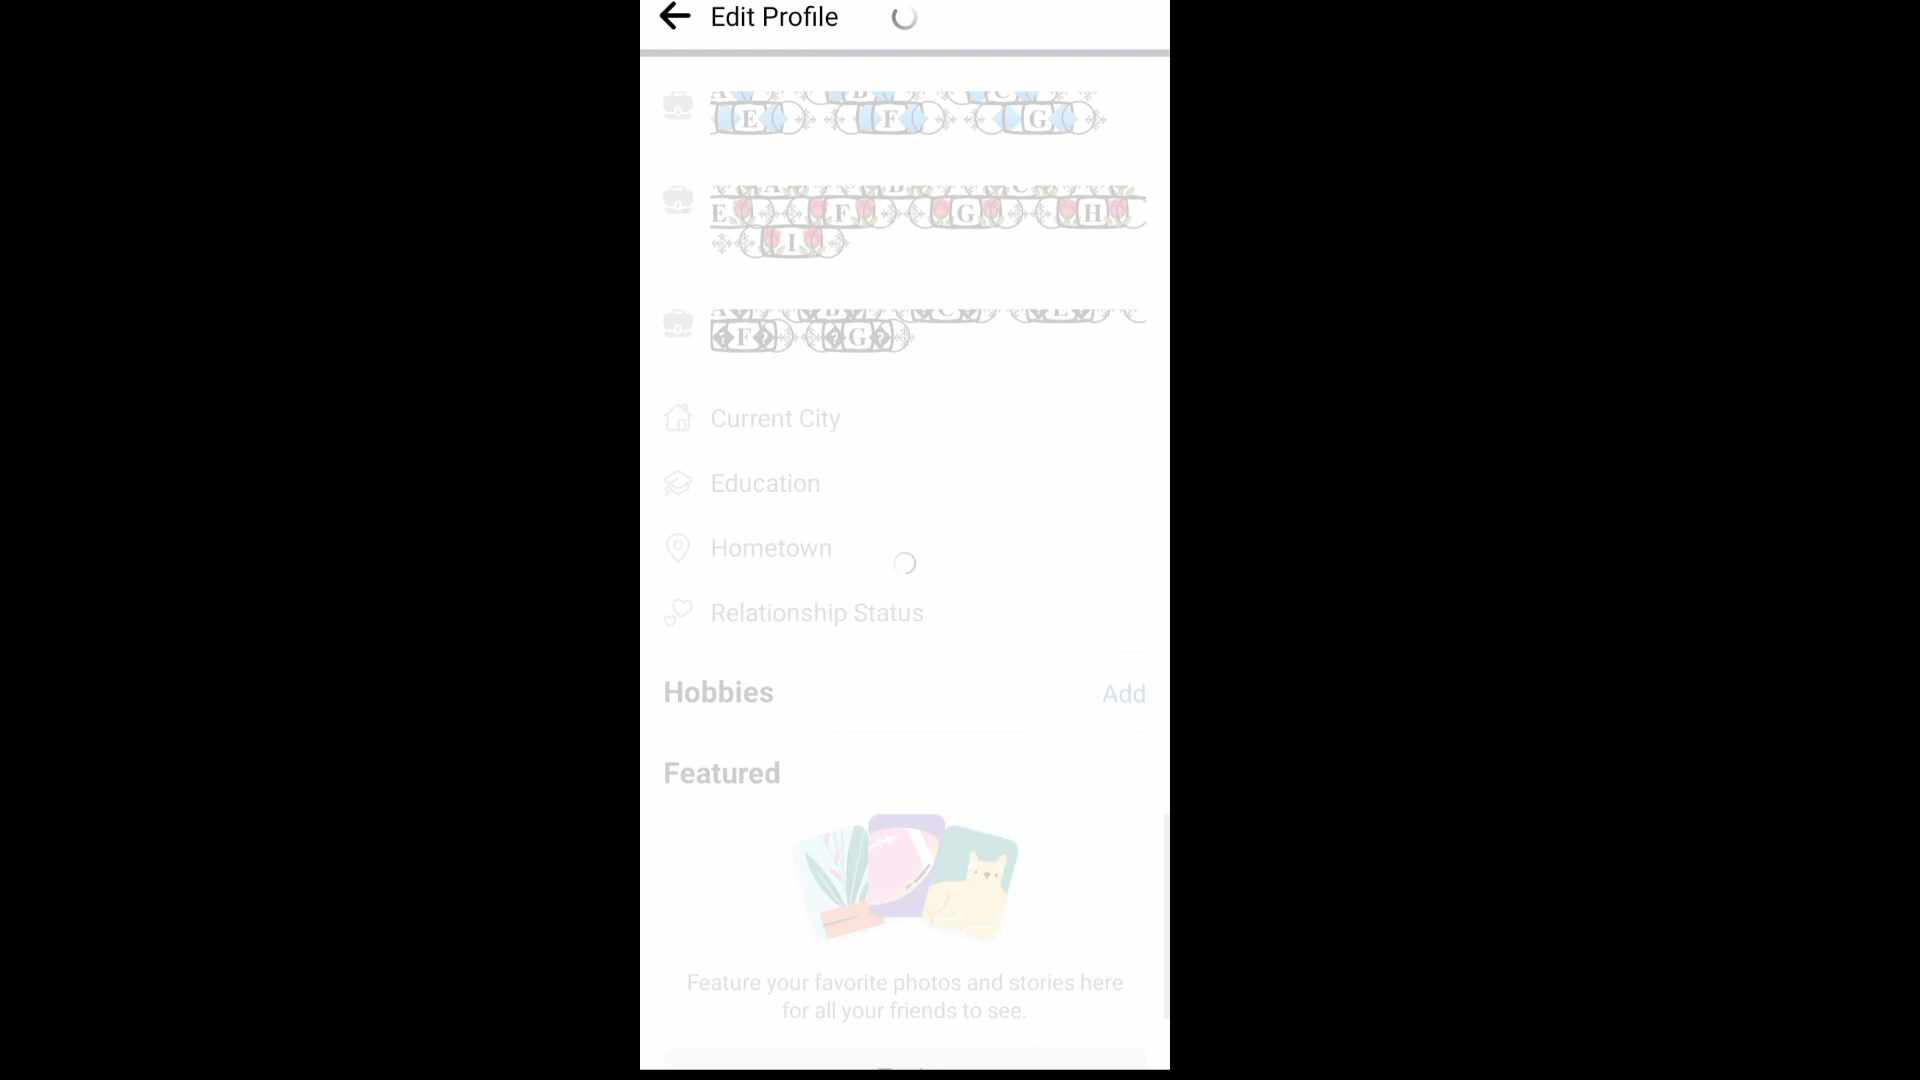 Edit Profile
A B C
E F G
A B C
E F G H
I
A B C E
F G
Current City
Education
Hometown
Relationship Status
Hobbies
Add
Featured
Feature your favorite photos and stories here
for all your friends to see.